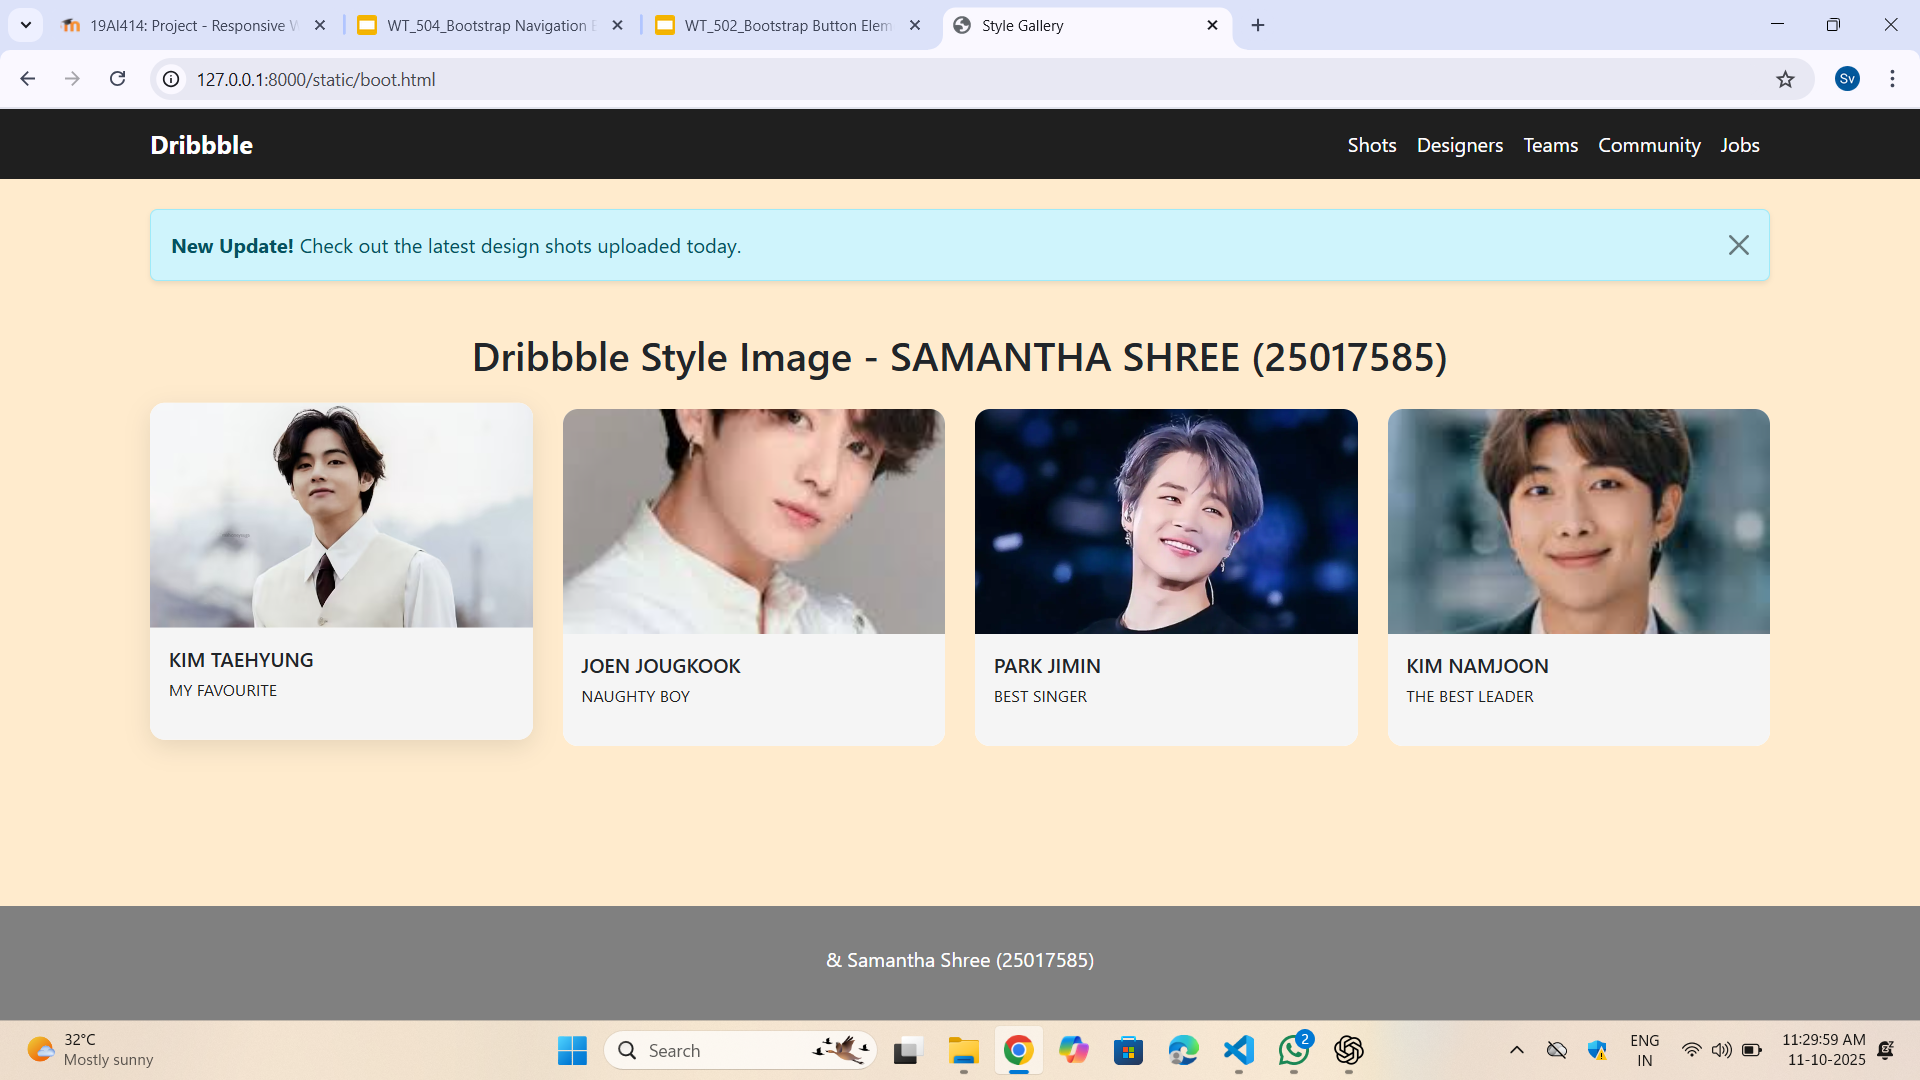 19AI414: Project - Responsive W
WT_504_Bootstrap Navigation E
WT_502_Bootstrap Button Elem
Style Gallery
127.0.0.1:8000/static/boot.html
Sv
Dribbble
Shots Designers Teams Community Jobs
New Update! Check out the latest design shots uploaded today.
Dribbble Style Image - SAMANTHA SHREE (25017585)
KIM TAEHYUNG
MY FAVOURITE
JOEN JOUGKOOK
NAUGHTY BOY
PARK JIMIN
BEST SINGER
KIM NAMJOON
THE BEST LEADER
& Samantha Shree (25017585)
32°C
Mostly sunny
Search
2
ENG
IN
11:29:59 AM
11-10-2025